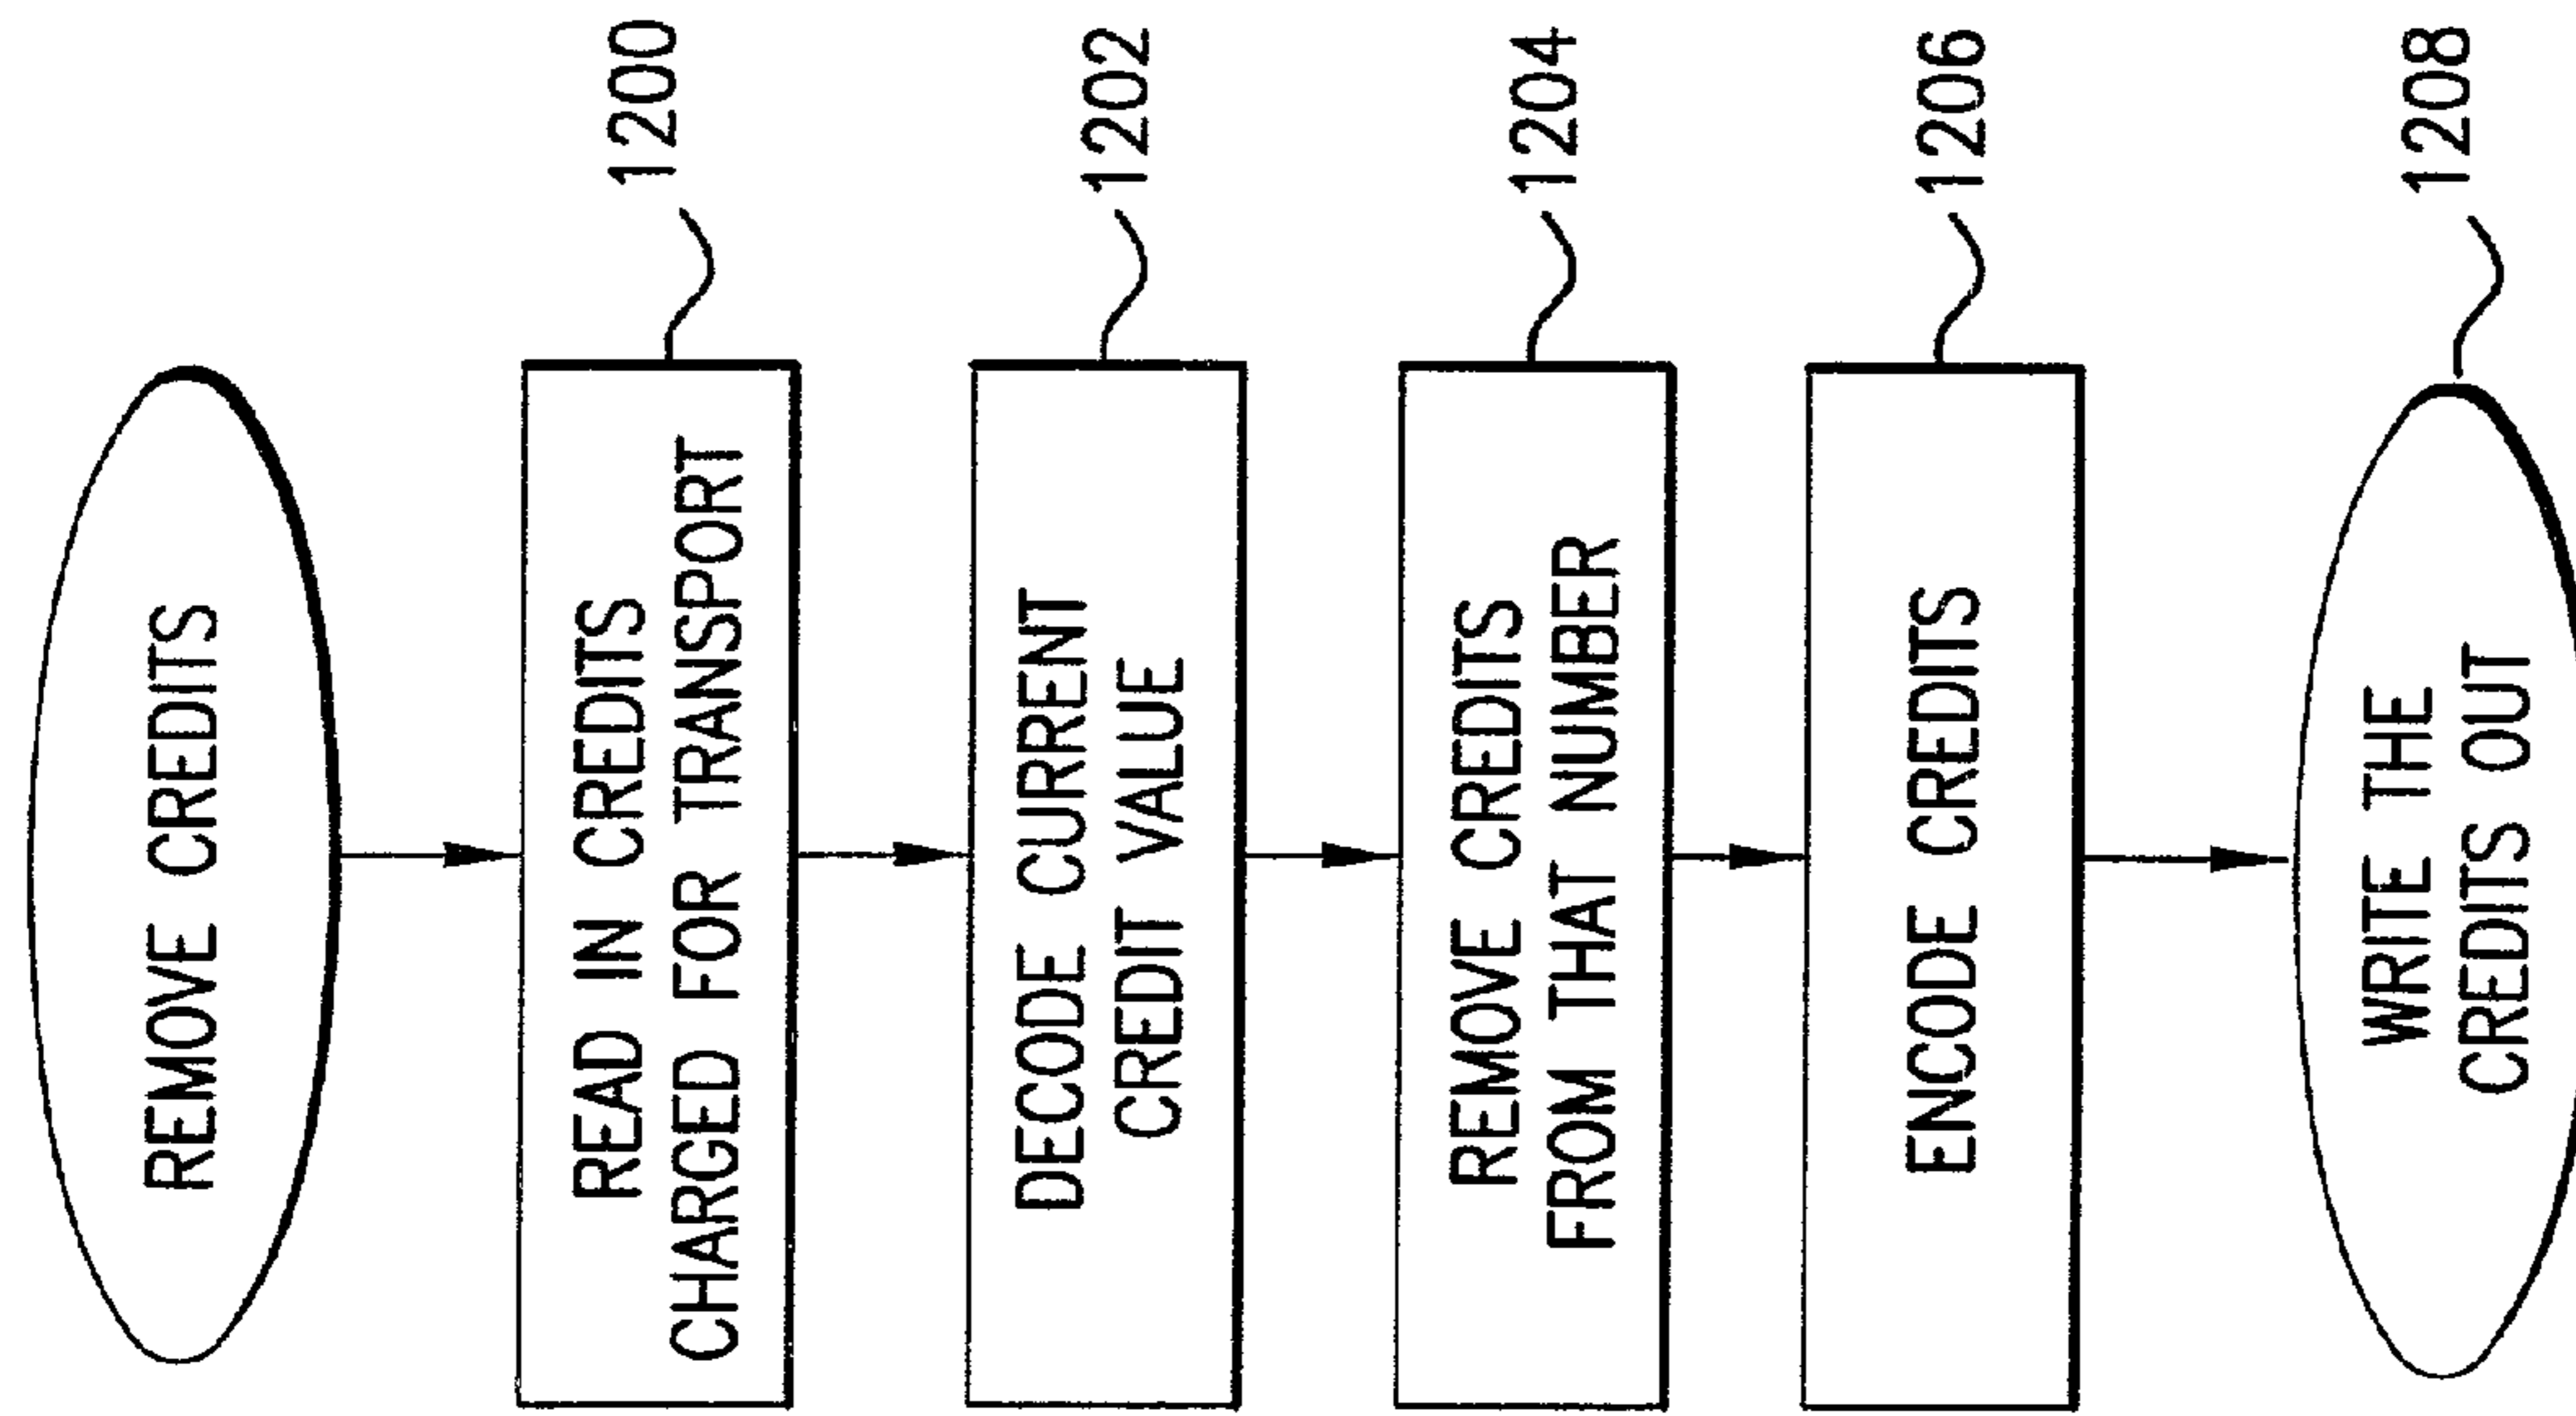 REMOVE CREDITS
READ IN CREDITS
CHARGED FOR TRANSPORT
1200
DECODE CURRENT
CREDIT VALUE
1202
REMOVE CREDITS
FROM THAT NUMBER
1204
ENCODE CREDITS
1206
WRITE THE
CREDITS OUT
1208